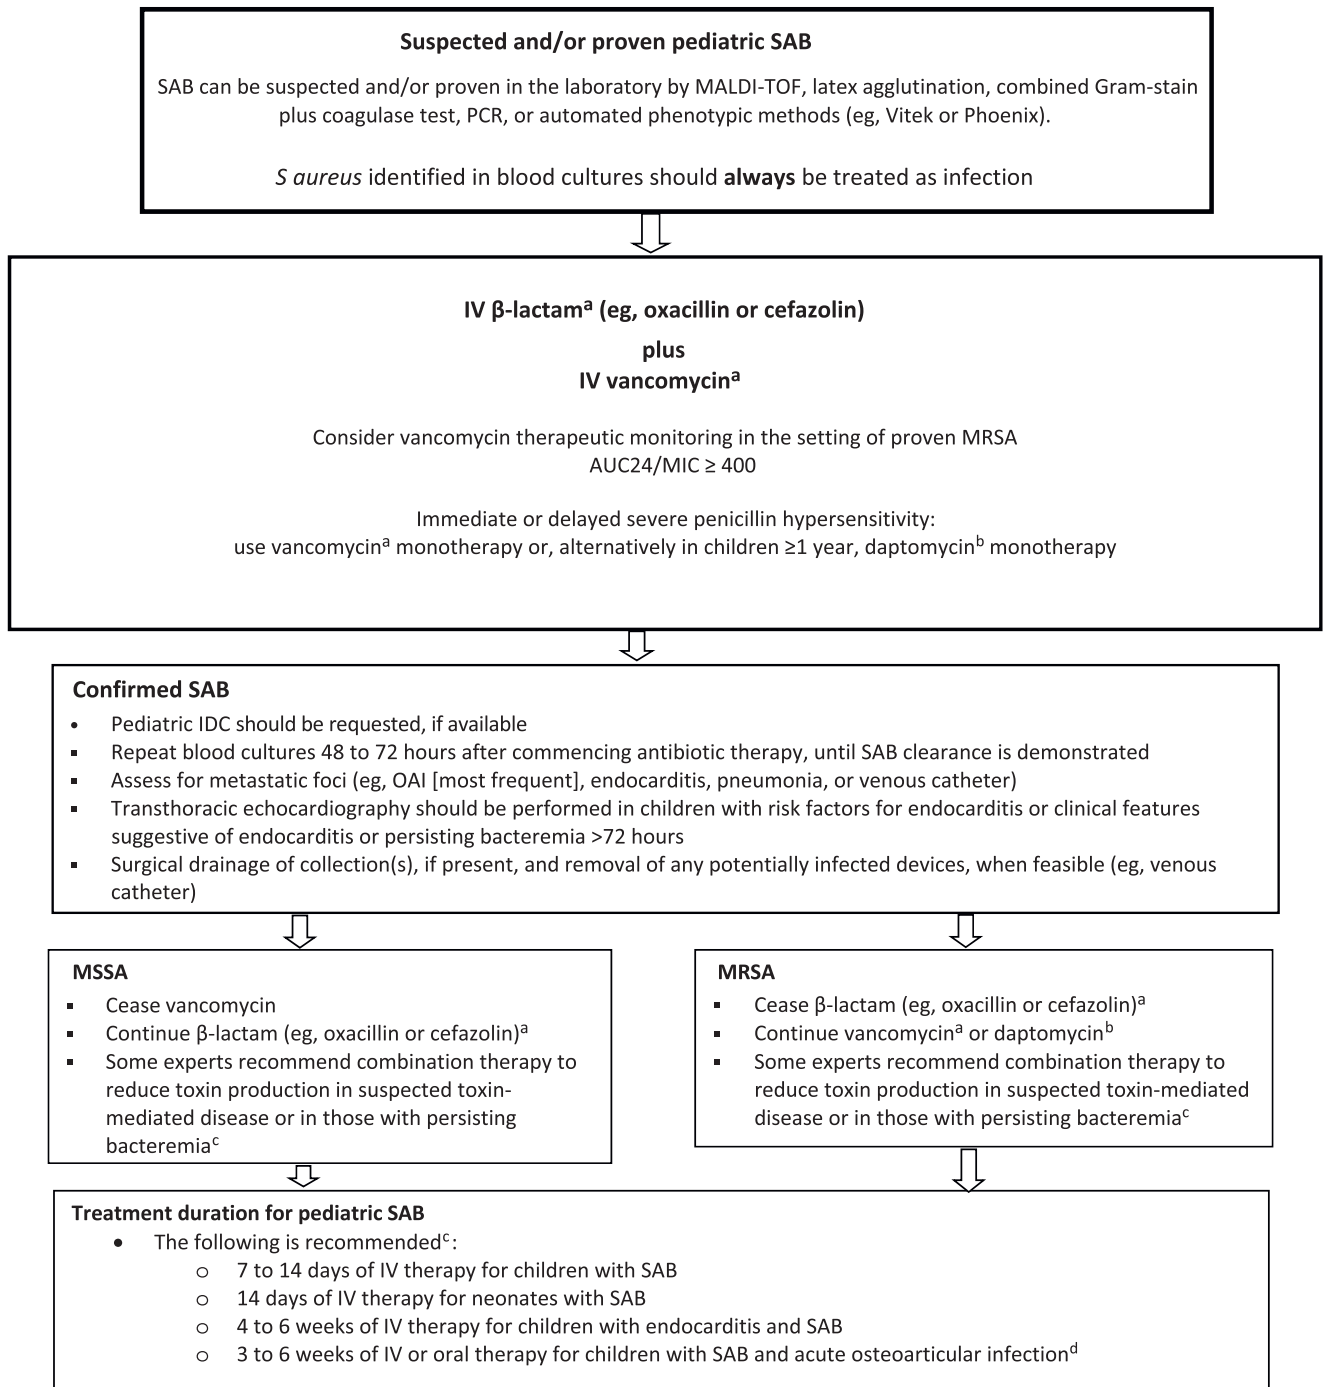 Suspected and/or proven pediatric SAB
SAB can be suspected and/or proven in the laboratory by MALDI-TOF, latex agglutination, combined Gram-stain
plus coagulase test, PCR, or automated phenotypic methods (eg, Vitek or Phoenix).
S aureus identified in blood cultures should always be treated as infection
IV β-lactamᵃ (eg, oxacillin or cefazolin)
plus
IV vancomycinᵃ
Consider vancomycin therapeutic monitoring in the setting of proven MRSA
AUC24/MIC ≥ 400
Immediate or delayed severe penicillin hypersensitivity:
use vancomycinᵃ monotherapy or, alternatively in children ≥1 year, daptomycinᵇ monotherapy
Confirmed SAB
• Pediatric IDC should be requested, if available
▪ Repeat blood cultures 48 to 72 hours after commencing antibiotic therapy, until SAB clearance is demonstrated
▪ Assess for metastatic foci (eg, OAI [most frequent], endocarditis, pneumonia, or venous catheter)
▪ Transthoracic echocardiography should be performed in children with risk factors for endocarditis or clinical features
suggestive of endocarditis or persisting bacteremia >72 hours
▪ Surgical drainage of collection(s), if present, and removal of any potentially infected devices, when feasible (eg, venous
catheter)
MSSA
▪ Cease vancomycin
▪ Continue β-lactam (eg, oxacillin or cefazolin)ᵃ
▪ Some experts recommend combination therapy to
reduce toxin production in suspected toxin-
mediated disease or in those with persisting
bacteremiaᶜ
MRSA
▪ Cease β-lactam (eg, oxacillin or cefazolin)ᵃ
▪ Continue vancomycinᵃ or daptomycinᵇ
▪ Some experts recommend combination therapy to
reduce toxin production in suspected toxin-mediated
disease or in those with persisting bacteremiaᶜ
Treatment duration for pediatric SAB
• The following is recommendedᶜ:
o 7 to 14 days of IV therapy for children with SAB
o 14 days of IV therapy for neonates with SAB
o 4 to 6 weeks of IV therapy for children with endocarditis and SAB
o 3 to 6 weeks of IV or oral therapy for children with SAB and acute osteoarticular infectionᵈ